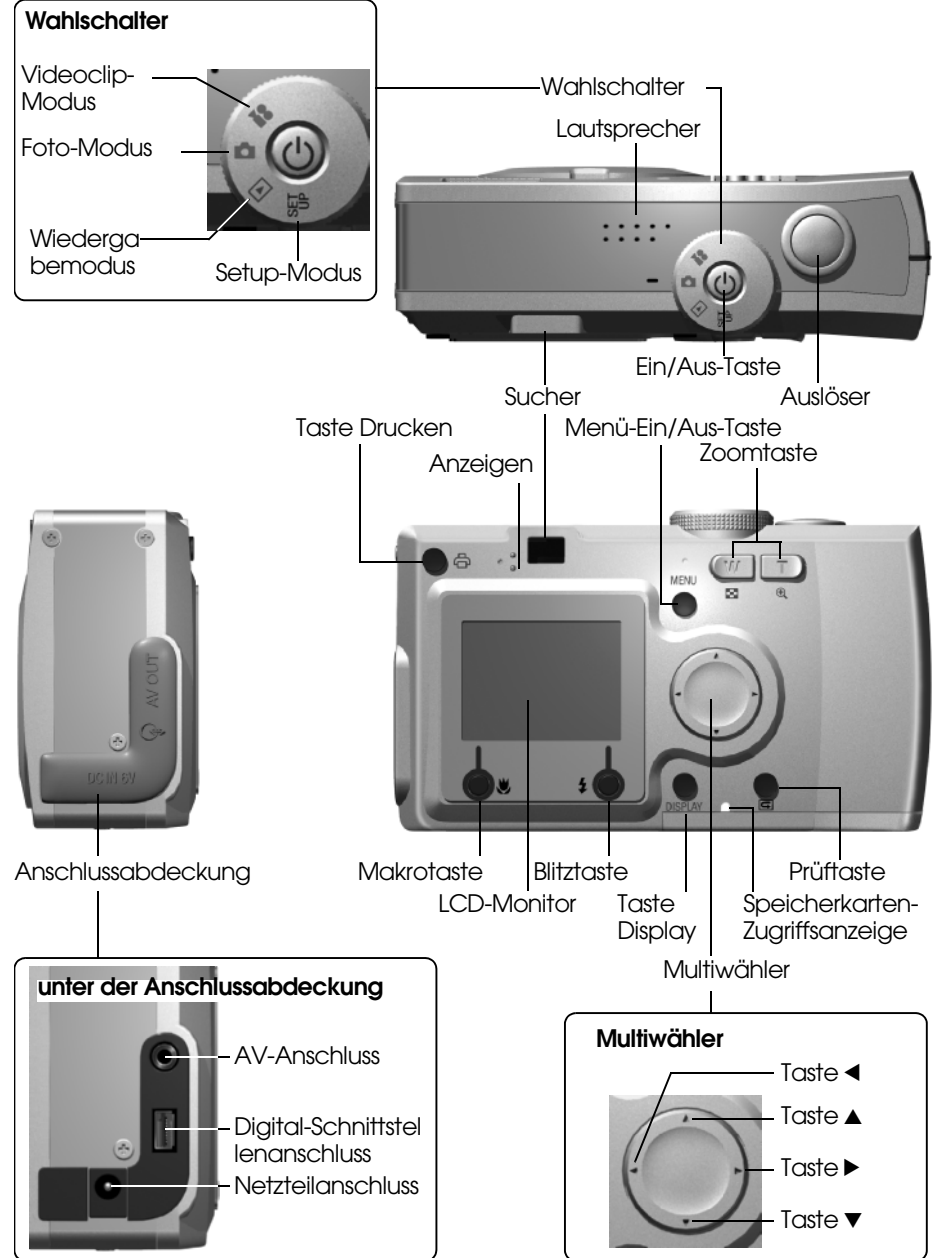 Wahlschalter
Videoclip-
Modus
Foto-Modus
Wiederga
bemodus
Setup-Modus
SET
UP
Wahlschalter
Lautsprecher
SET
UP
Ein/Aus-Taste
Sucher
Auslöser
Taste Drucken
Menü-Ein/Aus-Taste
Anzeigen
Zoomtaste
W
T
MENU
AV OUT
DC IN 6V
DISPLAY
Anschlussabdeckung
Makrotaste
Blitztaste
Prüftaste
LCD-Monitor
Taste
Display
Speicherkarten-
Zugriffsanzeige
Multiwähler
unter der Anschlussabdeckung
AV-Anschluss
Digital-Schnittstel
lenanschluss
Netzteilanschluss
Multiwähler
Taste ◀
Taste ▲
Taste ▶
Taste ▼